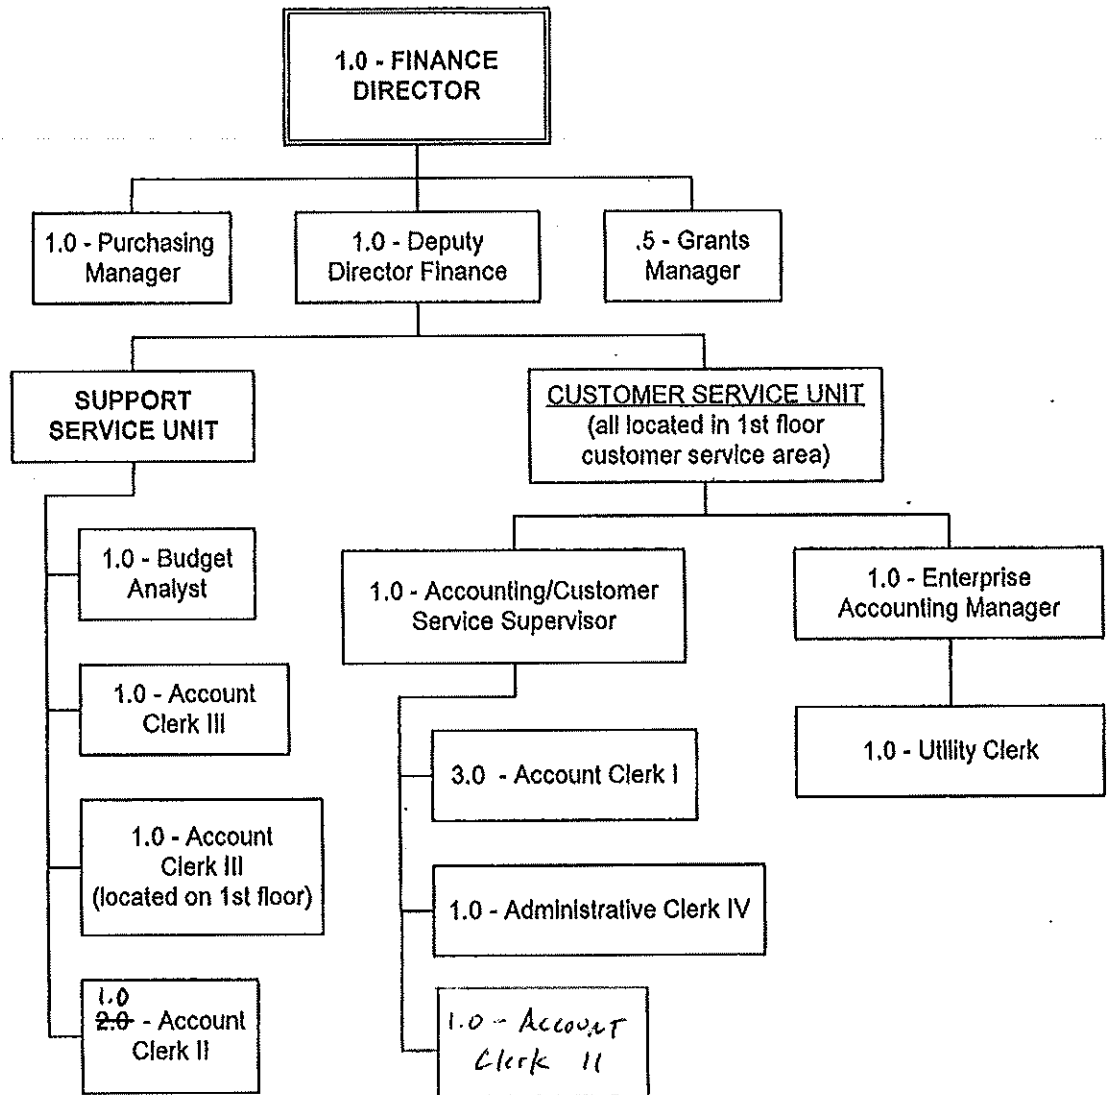 1.0 - FINANCE
DIRECTOR
1.0 - Purchasing
Manager
1.0 - Deputy
Director Finance
.5 - Grants
Manager
SUPPORT
SERVICE UNIT
CUSTOMER SERVICE UNIT
(all located in 1st floor
customer service area)
1.0 - Budget
Analyst
1.0 - Account
Clerk III
1.0 - Account
Clerk III
(located on 1st floor)
1.0
2.0 - Account
Clerk II
1.0 - Accounting/Customer
Service Supervisor
3.0 - Account Clerk I
1.0 - Administrative Clerk IV
1.0 - Account
Clerk II
1.0 - Enterprise
Accounting Manager
1.0 - Utility Clerk